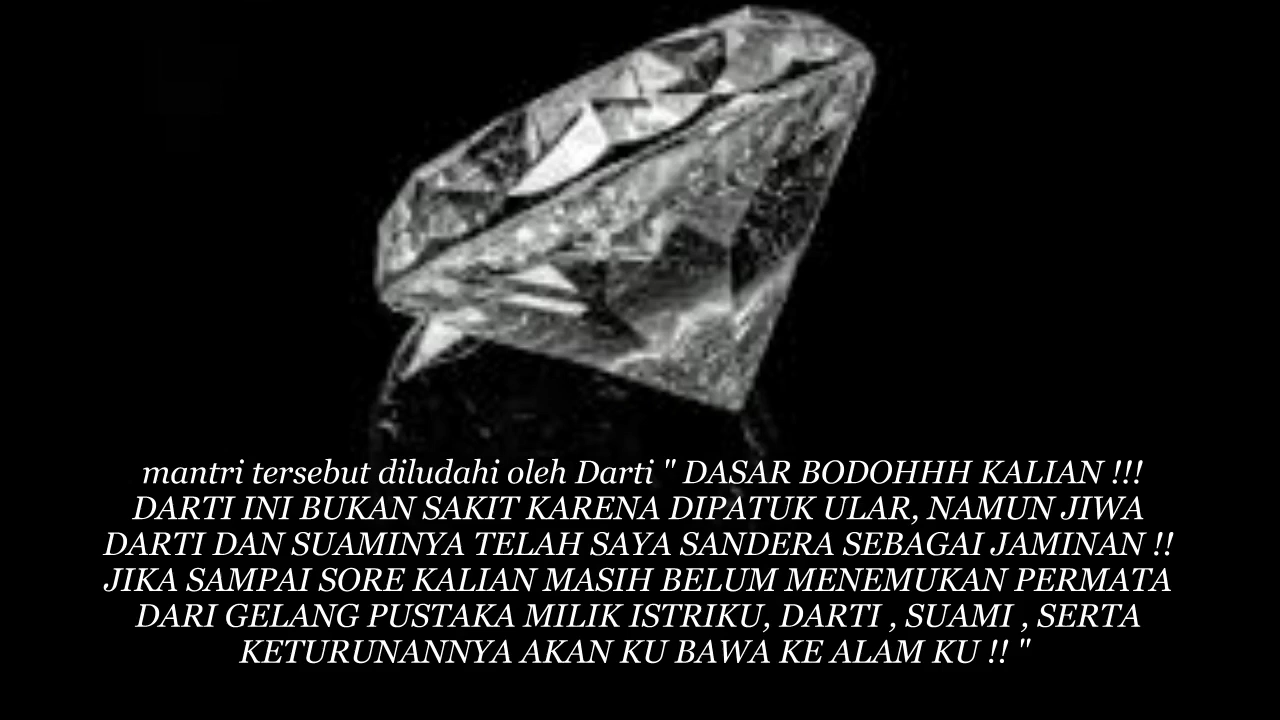 mantri tersebut diludahi oleh Darti " DASAR BODOHHH KALIAN !!!
DARTI INI BUKAN SAKIT KARENA DIPATUK ULAR, NAMUN JIWA
DARTI DAN SUAMINYA TELAH SAYA SANDERA SEBAGAI JAMINAN !!
JIKA SAMPAI SORE KALIAN MASIH BELUM MENEMUKAN PERMATA
DARI GELANG PUSTAKA MILIK ISTRIKU, DARTI , SUAMI , SERTA
KETURUNANNYA AKAN KU BAWA KE ALAM KU !! "